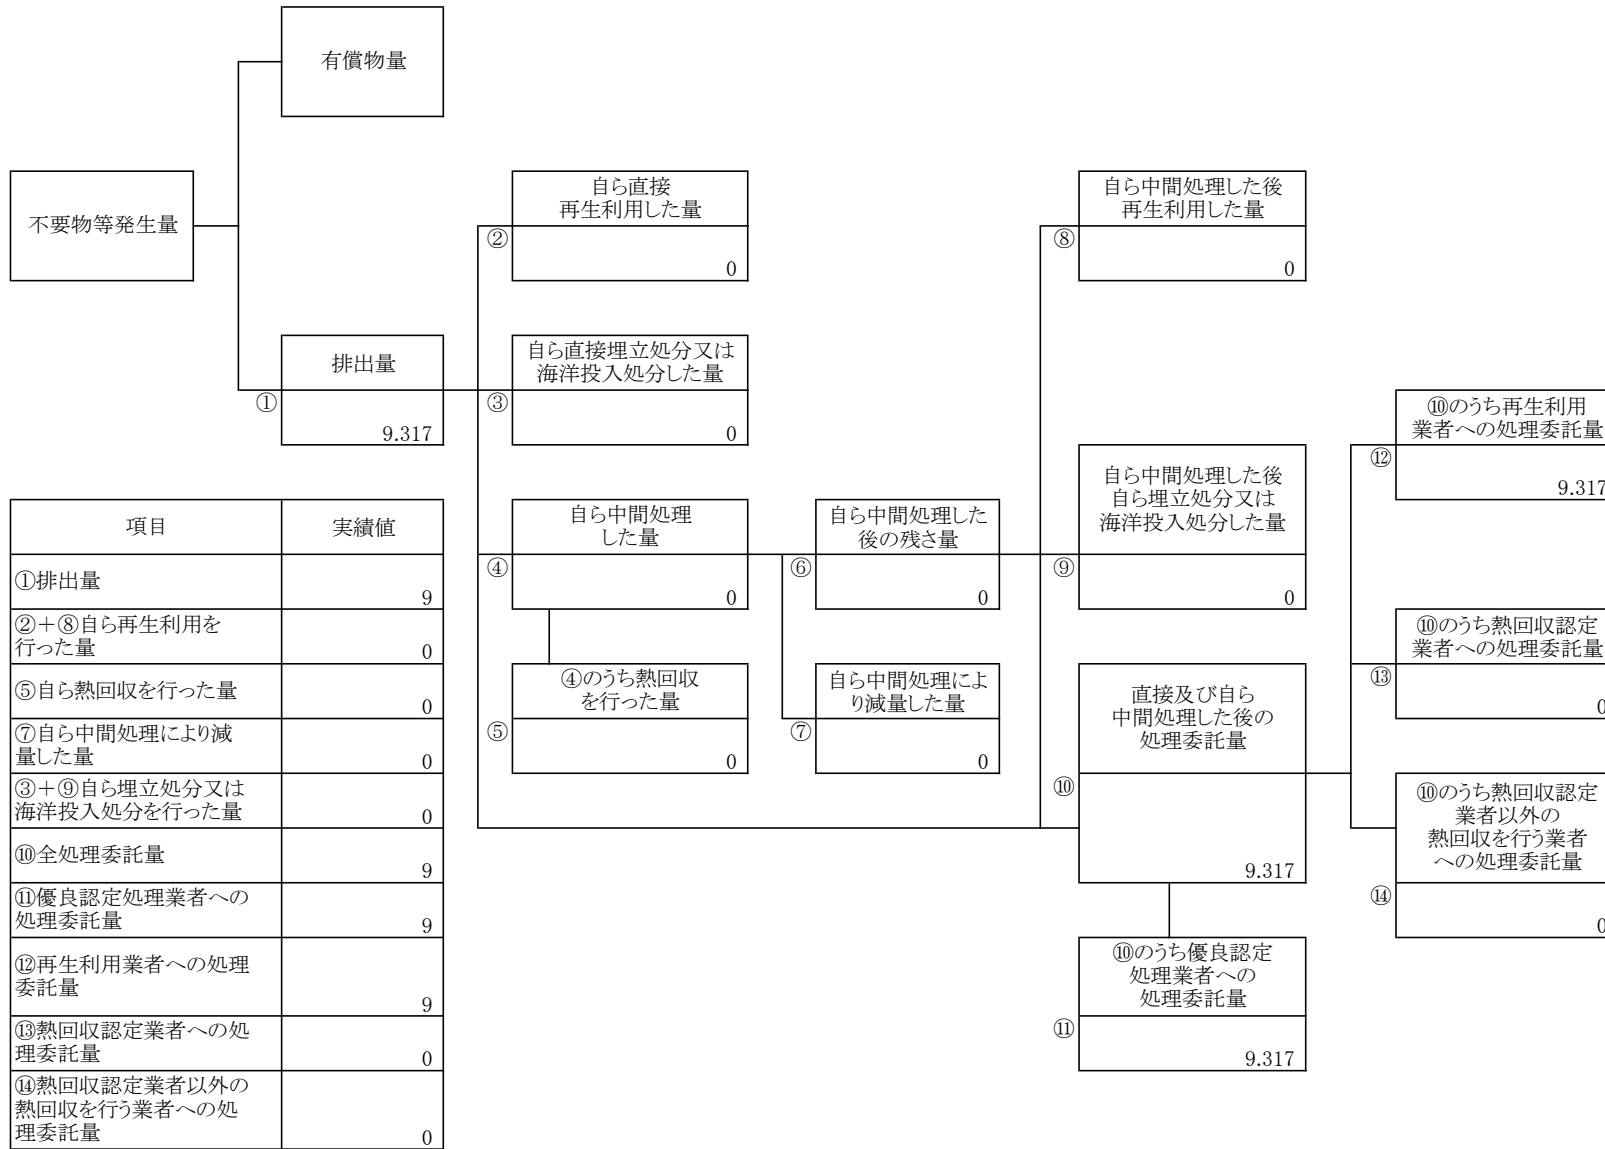 有償物量
不要物等発生量
自ら直接
再生利用した量
②
0
自ら中間処理した後
再生利用した量
⑧
0
排出量
①
9.317
自ら直接埋立処分又は
海洋投入処分した量
③
0
⑩のうち再生利用
業者への処理委託量
⑫
9.317
自ら中間処理
した量
④
0
自ら中間処理した
後の残さ量
⑥
0
自ら中間処理した後
自ら埋立処分又は
海洋投入処分した量
⑨
0
⑩のうち熱回収認定
業者への処理委託量
⑬
0
④のうち熱回収
を行った量
⑤
0
自ら中間処理によ
り減量した量
⑦
0
直接及び自ら
中間処理した後の
処理委託量
⑩
9.317
⑩のうち熱回収認定
業者以外の
熱回収を行う業者
への処理委託量
⑭
0
⑩のうち優良認定
処理業者への
処理委託量
⑪
9.317
項目 実績値
①排出量
9
②+⑧自ら再生利用を
行った量 0
⑤自ら熱回収を行った量
0
⑦自ら中間処理により減
量した量 0
③+⑨自ら埋立処分又は
海洋投入処分を行った量 0
⑩全処理委託量
9
⑪優良認定処理業者への
処理委託量 9
⑫再生利用業者への処理
委託量
9
⑬熱回収認定業者への処
理委託量 0
⑭熱回収認定業者以外の
熱回収を行う業者への処
理委託量 0